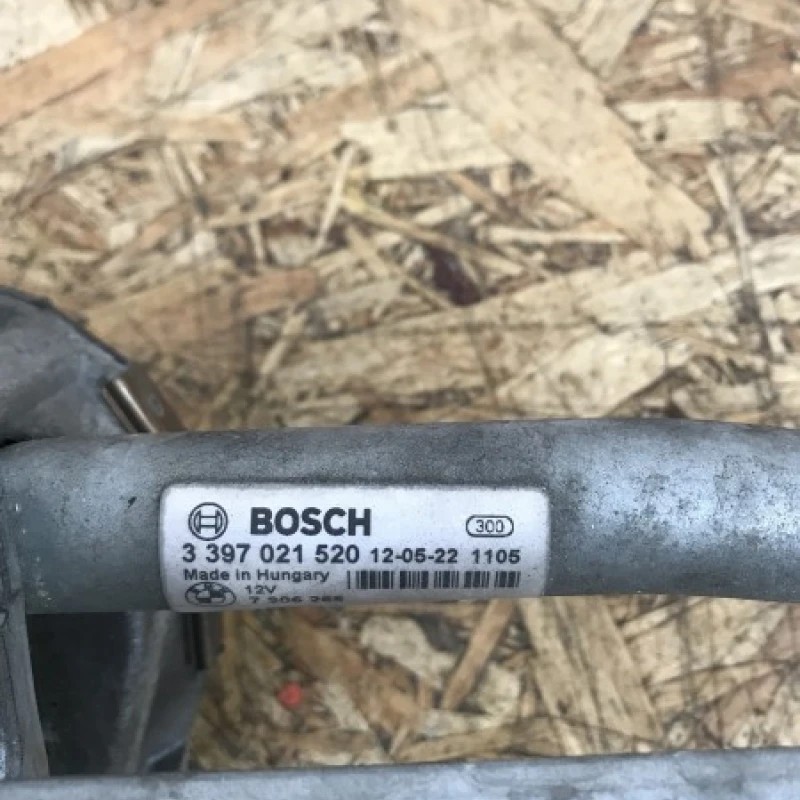 BOSCH 300
3 397 021 520 12-05-22 1105
Made in Hungary
12V